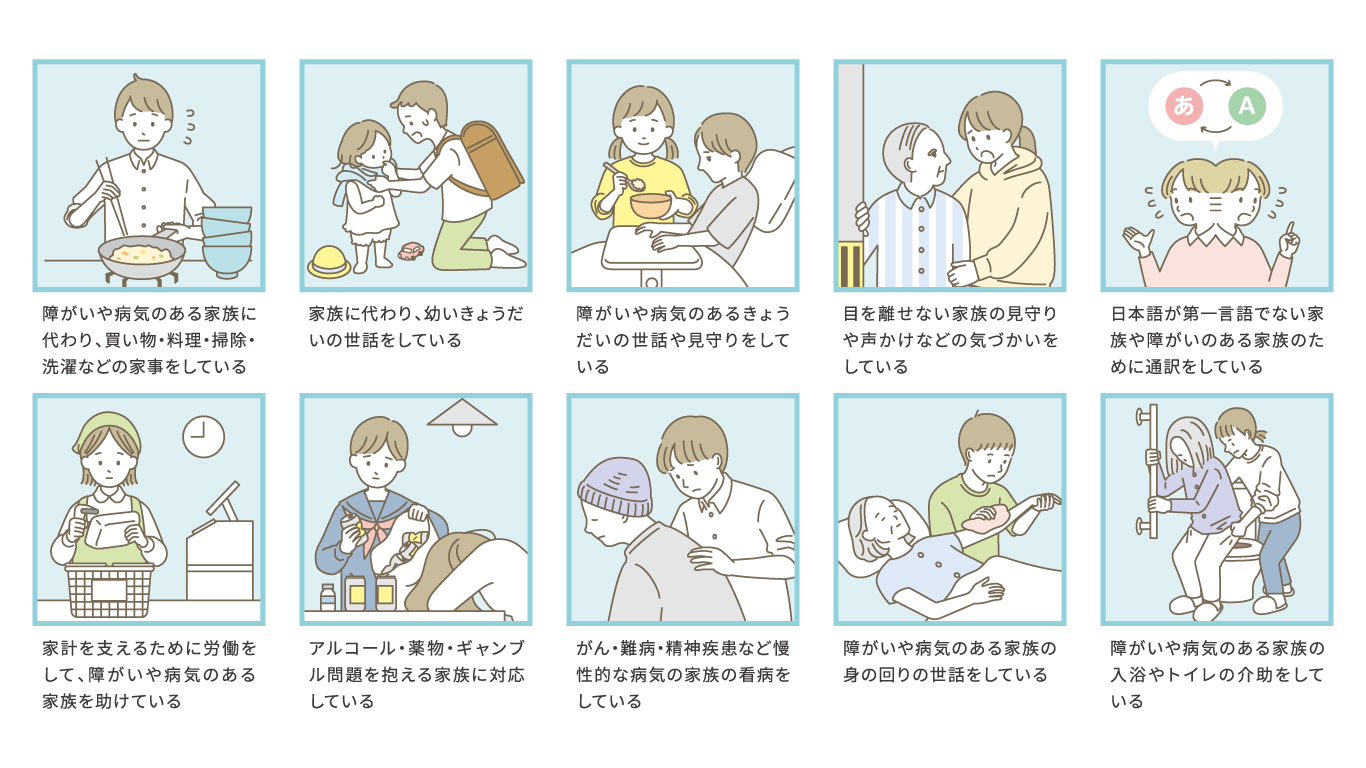 あ A
障がいや病気のある家族に
代わり、買い物・料理・掃除・
洗濯などの家事をしている
家族に代わり、幼いきょうだ
いの世話をしている
障がいや病気のあるきょう
だいの世話や見守りをして
いる
目を離せない家族の見守り
や声かけなどの気づかいを
している
日本語が第一言語でない家
族や障がいのある家族のた
めに通訳をしている
家計を支えるために労働を
して、障がいや病気のある
家族を助けている
アルコール・薬物・ギャンブ
ル問題を抱える家族に対応
している
がん・難病・精神疾患など慢
性的な病気の家族の看病を
している
障がいや病気のある家族の
身の回りの世話をしている
障がいや病気のある家族の
入浴やトイレの介助をして
いる